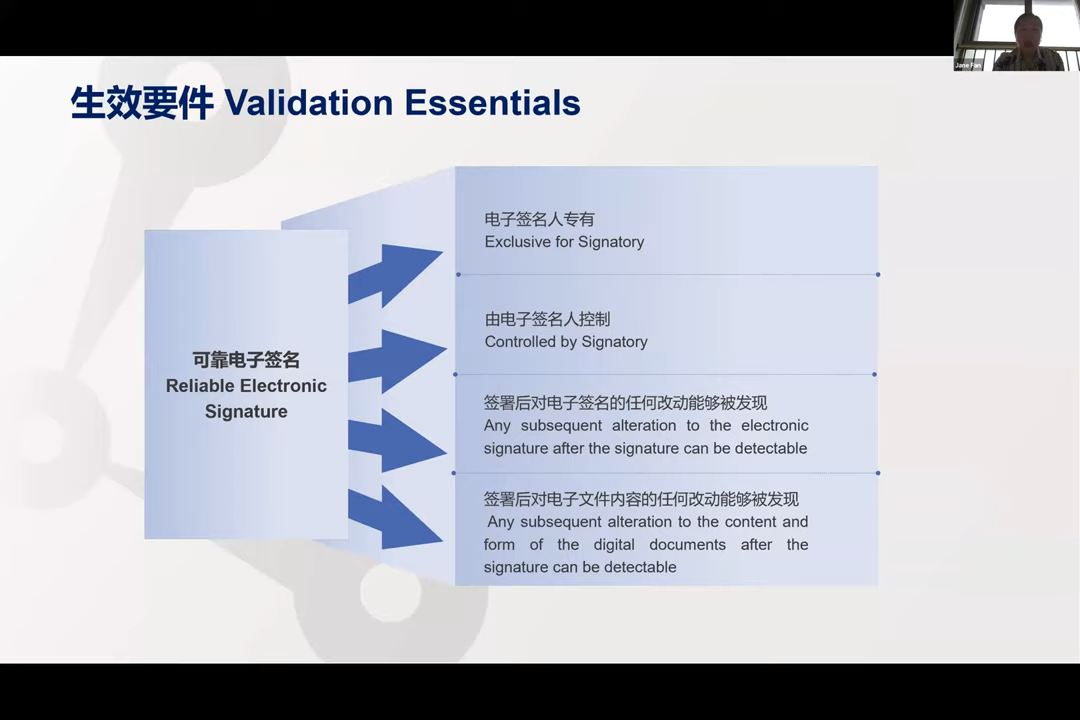 Jane Fan
生效要件 Validation Essentials
可靠电子签名
Reliable Electronic
Signature
电子签名人专有
Exclusive for Signatory
由电子签名人控制
Controlled by Signatory
签署后对电子签名的任何改动能够被发现
Any subsequent alteration to the electronic
signature after the signature can be detectable
签署后对电子文件内容的任何改动能够被发现
Any subsequent alteration to the content and
form of the digital documents after the
signature can be detectable